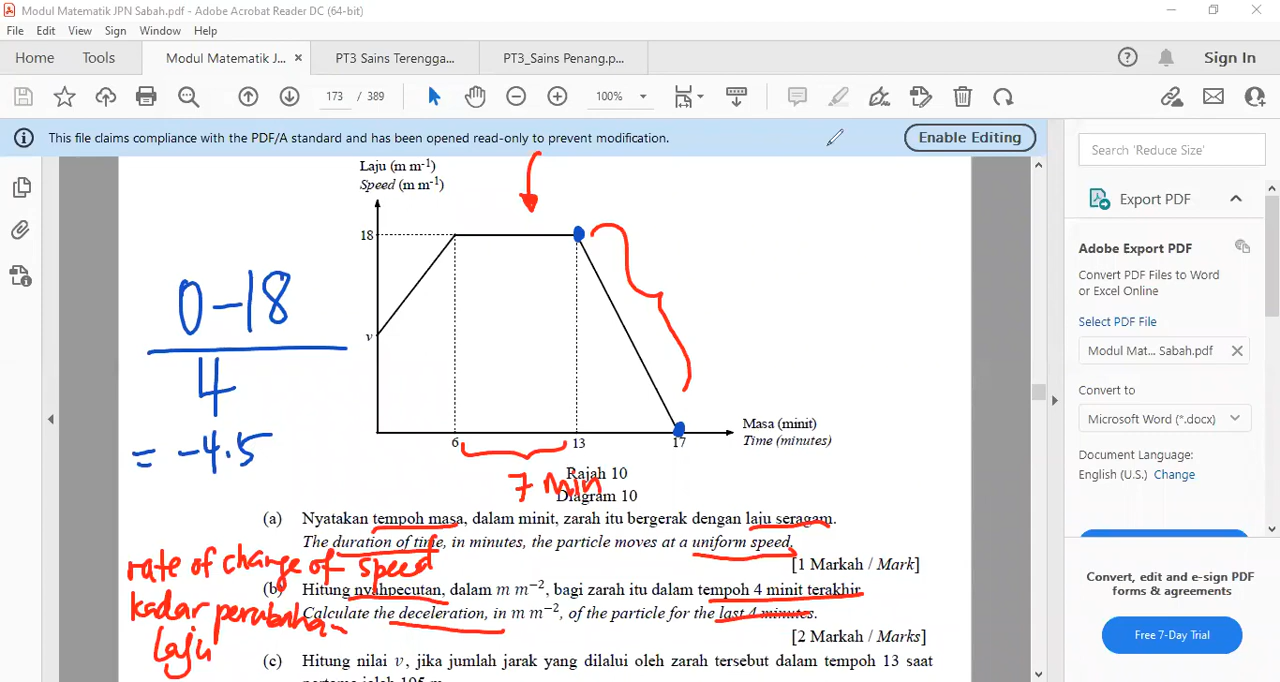 Modul Matematik JPN Sabah.pdf - Adobe Acrobat Reader DC (64-bit)
File Edit View Sign Window Help
Home Tools Modul Matematik J... × PT3 Sains Terengga... PT3_Sains Penang.p... Sign In
173 / 389 100%
This file claims compliance with the PDF/A standard and has been opened read-only to prevent modification. Enable Editing
Laju (m m⁻¹)
Speed (m m⁻¹)
18
v
6 13 17
Masa (minit)
Time (minutes)
0-18
4
= -4.5
7 min
Rajah 10
Diagram 10
(a) Nyatakan tempoh masa, dalam minit, zarah itu bergerak dengan laju seragam.
The duration of time, in minutes, the particle moves at a uniform speed.
[1 Markah / Mark]
rate of change of speed
(b) Hitung nyahpecutan, dalam m m⁻², bagi zarah itu dalam tempoh 4 minit terakhir.
Calculate the deceleration, in m m⁻², of the particle for the last 4 minutes.
kadar perubahan
laju
[2 Markah / Marks]
(c) Hitung nilai v, jika jumlah jarak yang dilalui oleh zarah tersebut dalam tempoh 13 saat
Search 'Reduce Size'
Export PDF
Adobe Export PDF
Convert PDF Files to Word
or Excel Online
Select PDF File
Modul Mat... Sabah.pdf
Convert to
Microsoft Word (*.docx)
Document Language:
English (U.S.) Change
Convert, edit and e-sign PDF
forms & agreements
Free 7-Day Trial